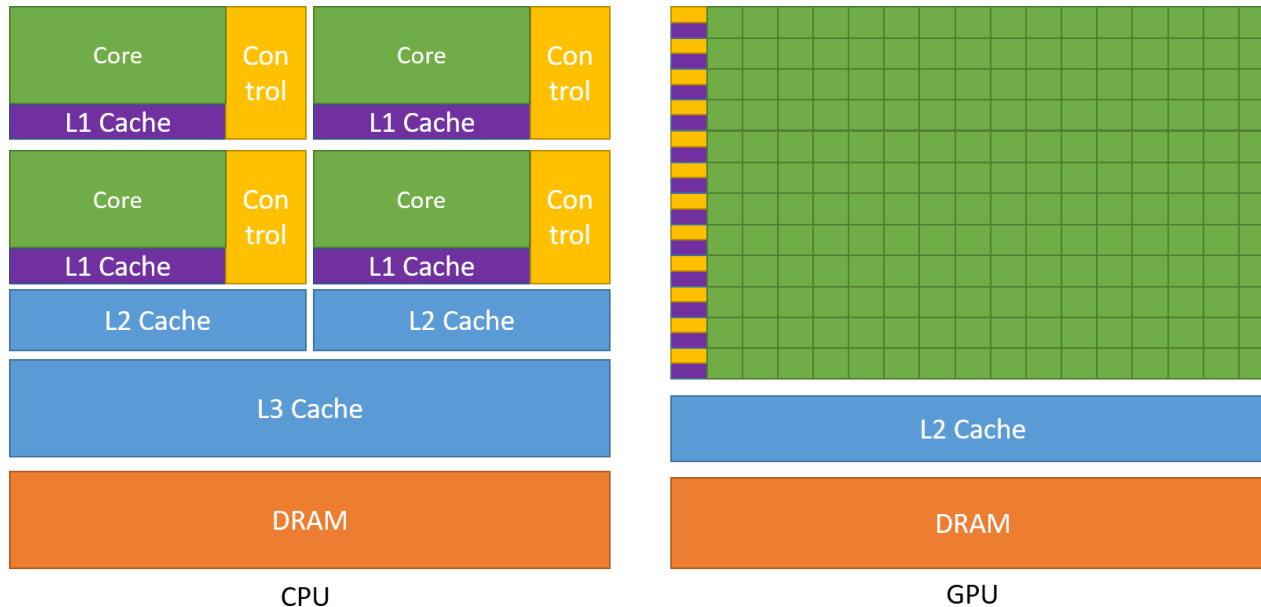 Core
Con
trol
Core
Con
trol
L1 Cache
L1 Cache
Core
Con
trol
Core
Con
trol
L1 Cache
L1 Cache
L2 Cache
L2 Cache
L3 Cache
DRAM
CPU
L2 Cache
DRAM
GPU